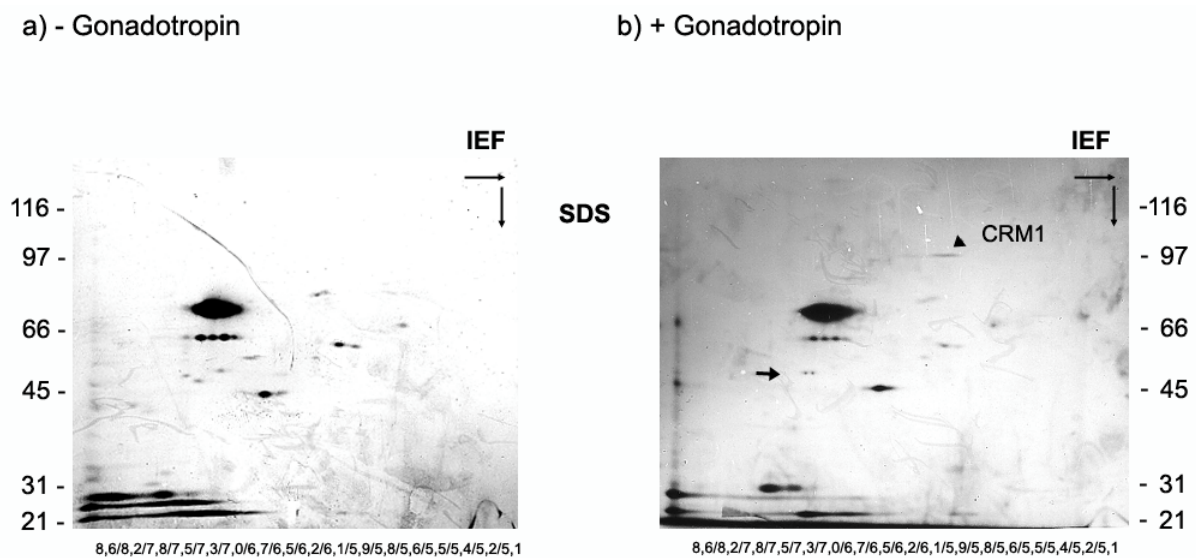 a) - Gonadotropin
b) + Gonadotropin
IEF
IEF
SDS
116 -
97 -
66 -
45 -
31 -
21 -
CRM1
-116
- 97
- 66
- 45
- 31
- 21
8,6/8,2/7,8/7,5/7,3/7,0/6,7/6,5/6,2/6,1/5,9/5,8/5,6/5,5/5,4/5,2/5,1
8,6/8,2/7,8/7,5/7,3/7,0/6,7/6,5/6,2/6,1/5,9/5,8/5,6/5,5/5,4/5,2/5,1